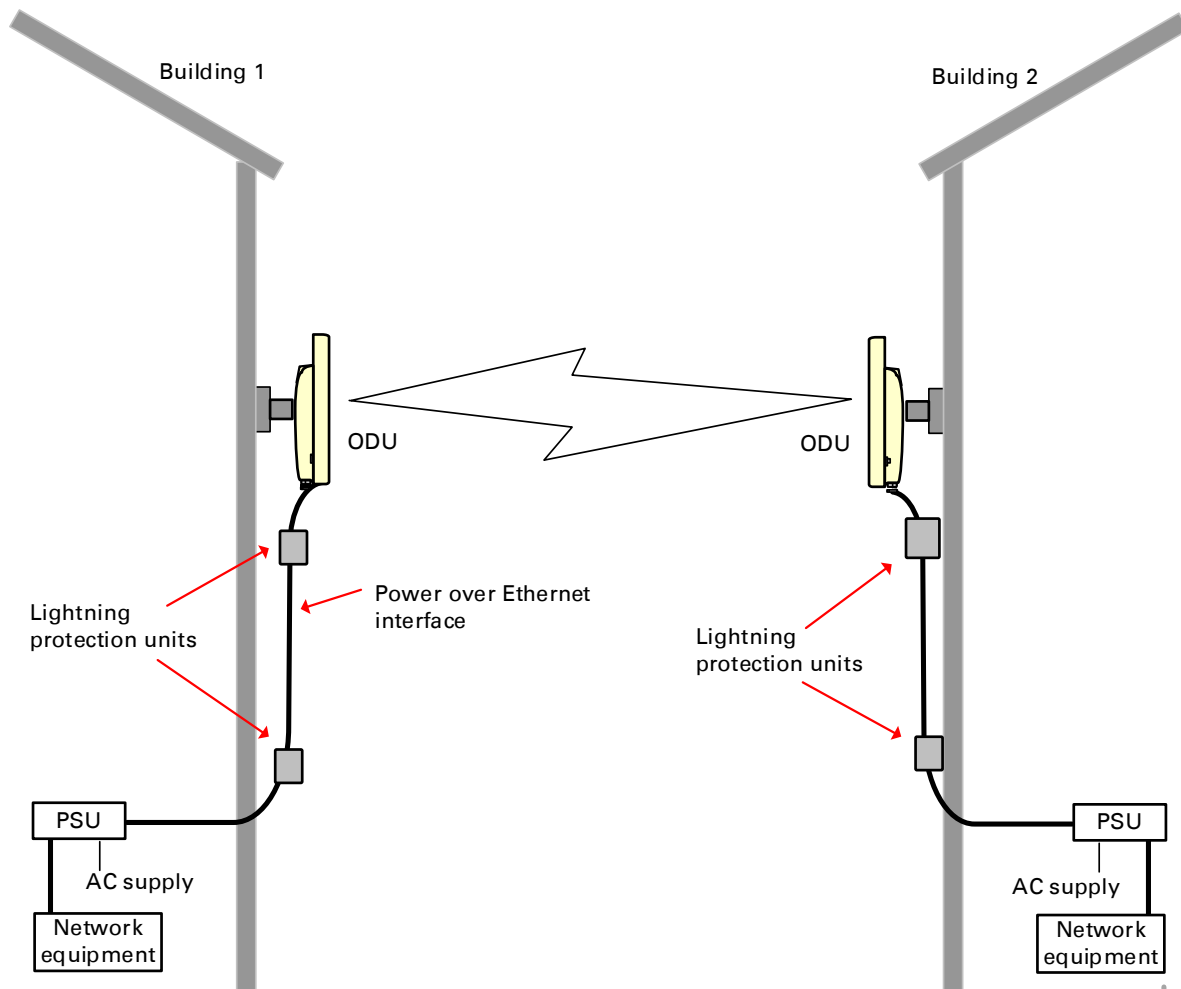 Building 1
Building 2
ODU
ODU
Power over Ethernet
interface
Lightning
protection units
Lightning
protection units
PSU
PSU
AC supply
AC supply
Network
equipment
Network
equipment